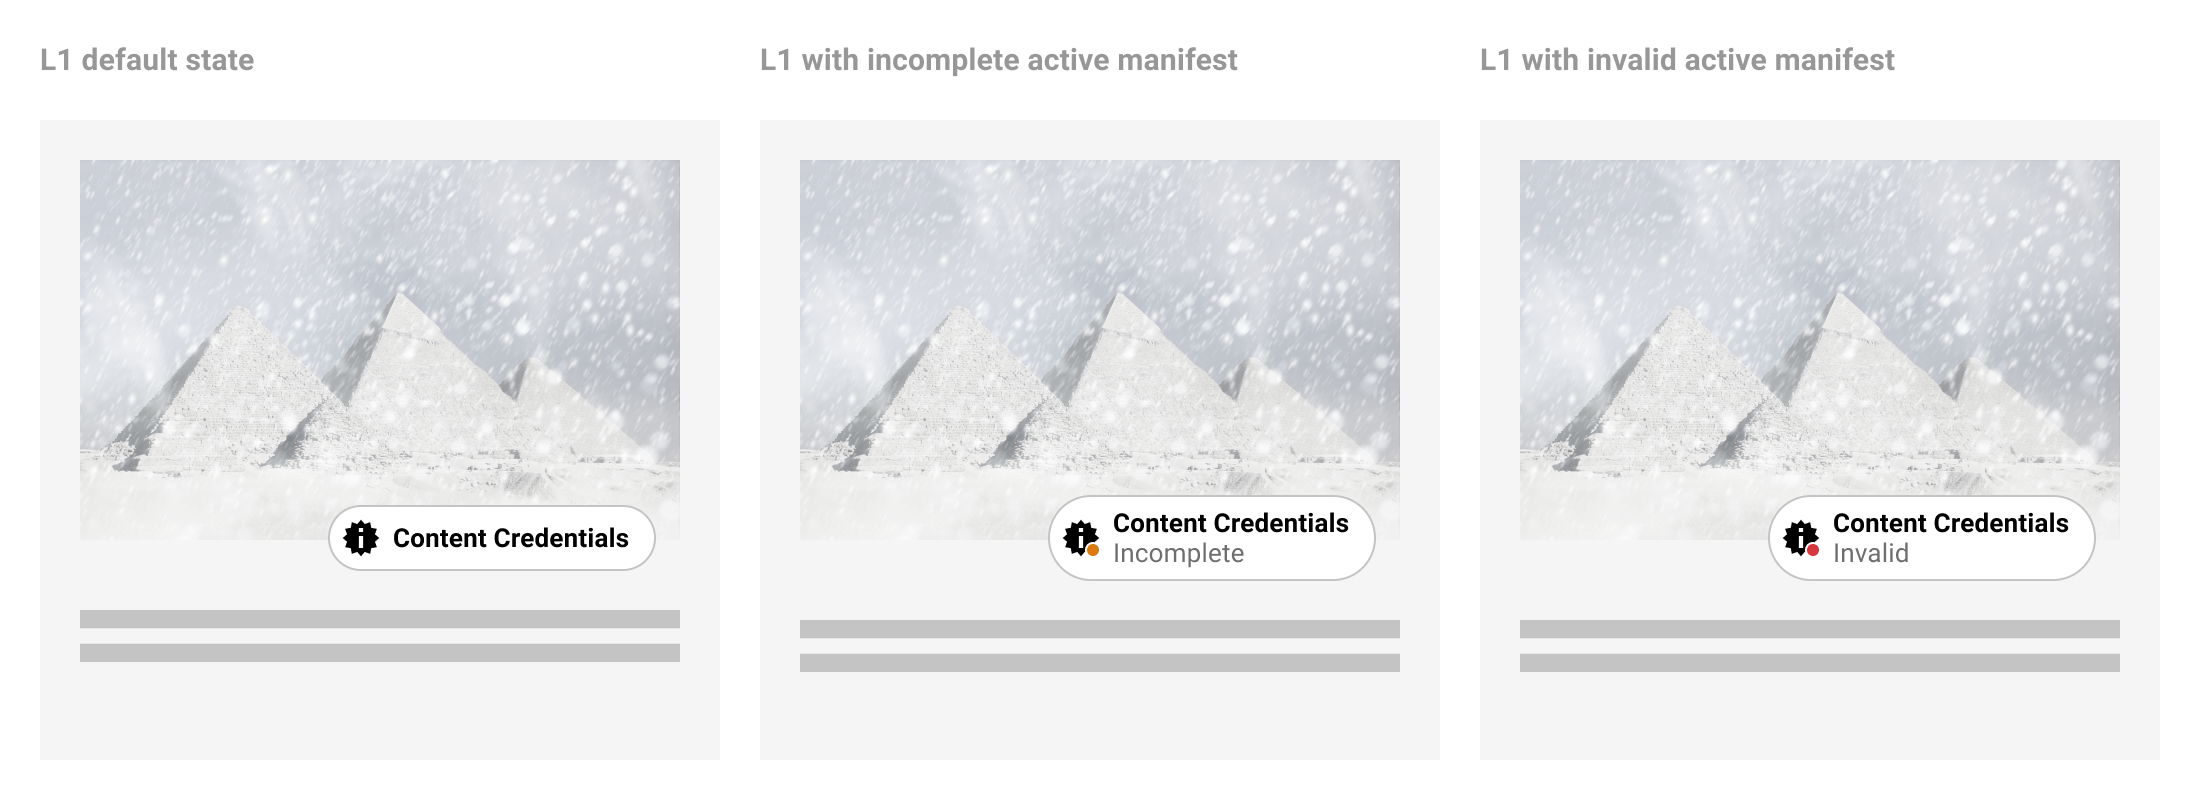 L1 default state
L1 with incomplete active manifest
L1 with invalid active manifest
Content Credentials
Content Credentials
Incomplete
Content Credentials
Invalid